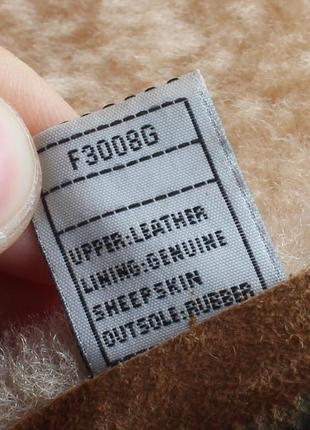 F3008G
UPPER:LEATHER
LINING:GENUINE
SHEEPSKIN
OUTSOLE:RUBBER